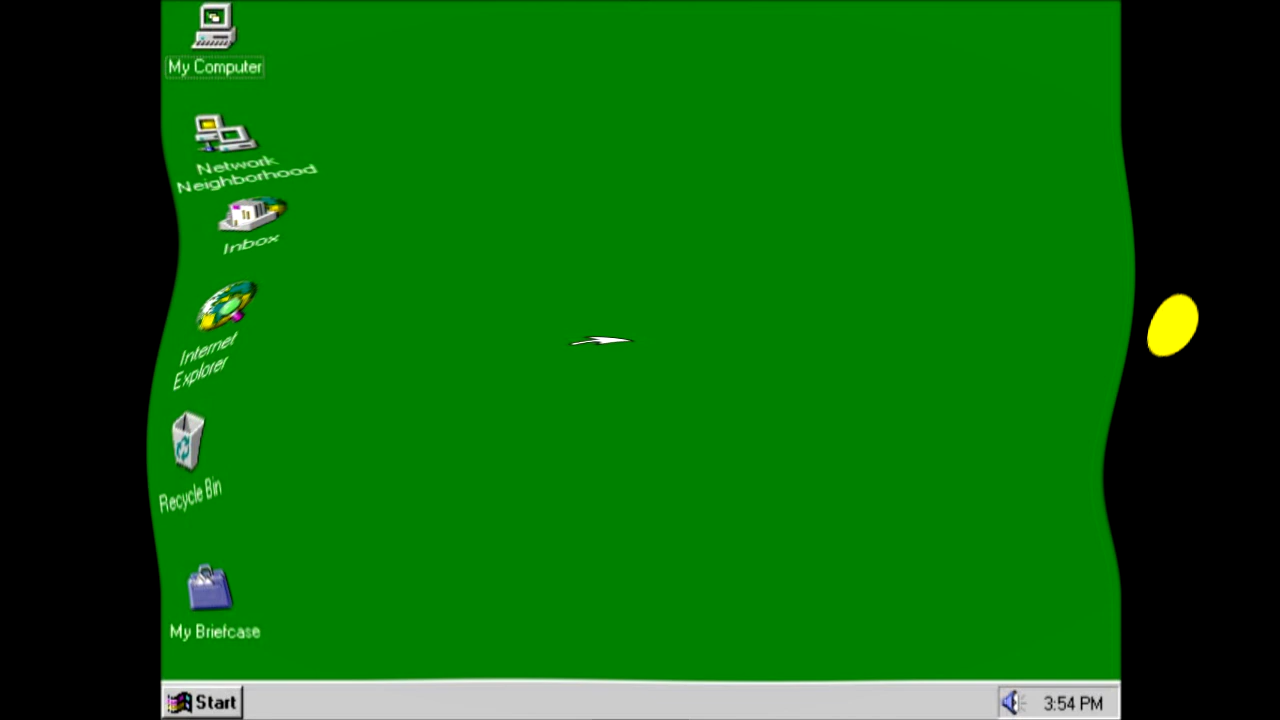 My Computer
Network
Neighborhood
Inbox
Internet
Explorer
Recycle Bin
My Briefcase
Start
3:54 PM